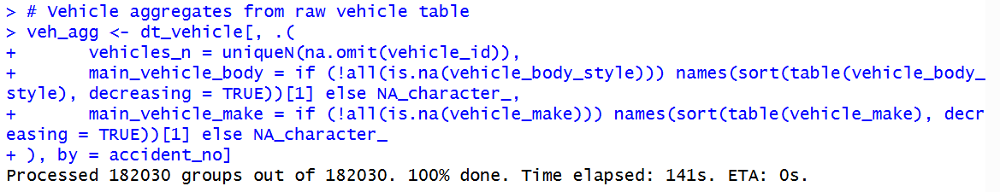 > # Vehicle aggregates from raw vehicle table
> veh_agg <- dt_vehicle[, .(
+       vehicles_n = uniqueN(na.omit(vehicle_id)),
+       main_vehicle_body = if (!all(is.na(vehicle_body_style))) names(sort(table(vehicle_body_
style), decreasing = TRUE))[1] else NA_character_,
+       main_vehicle_make = if (!all(is.na(vehicle_make))) names(sort(table(vehicle_make), decr
easing = TRUE))[1] else NA_character_
+ ), by = accident_no]
Processed 182030 groups out of 182030. 100% done. Time elapsed: 141s. ETA: 0s.